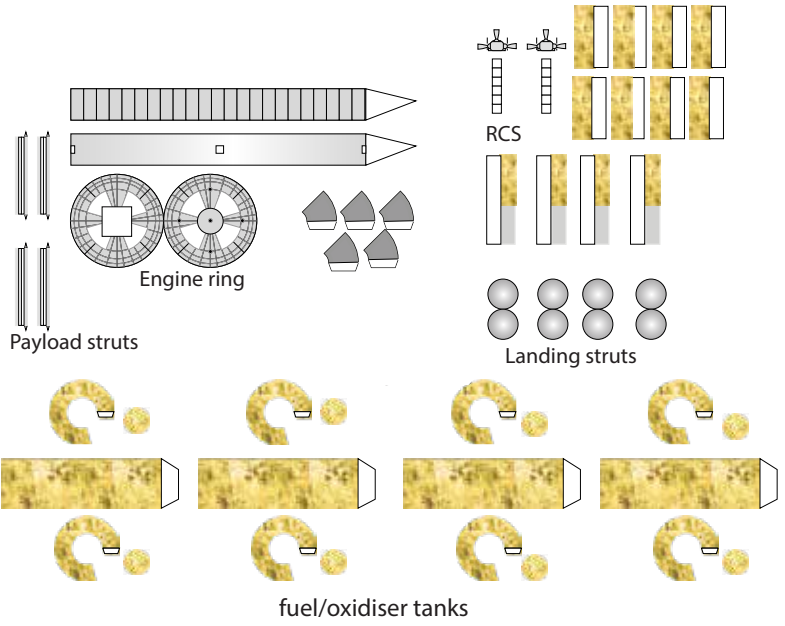 RCS
Engine ring
Payload struts
Landing struts
fuel/oxidiser tanks